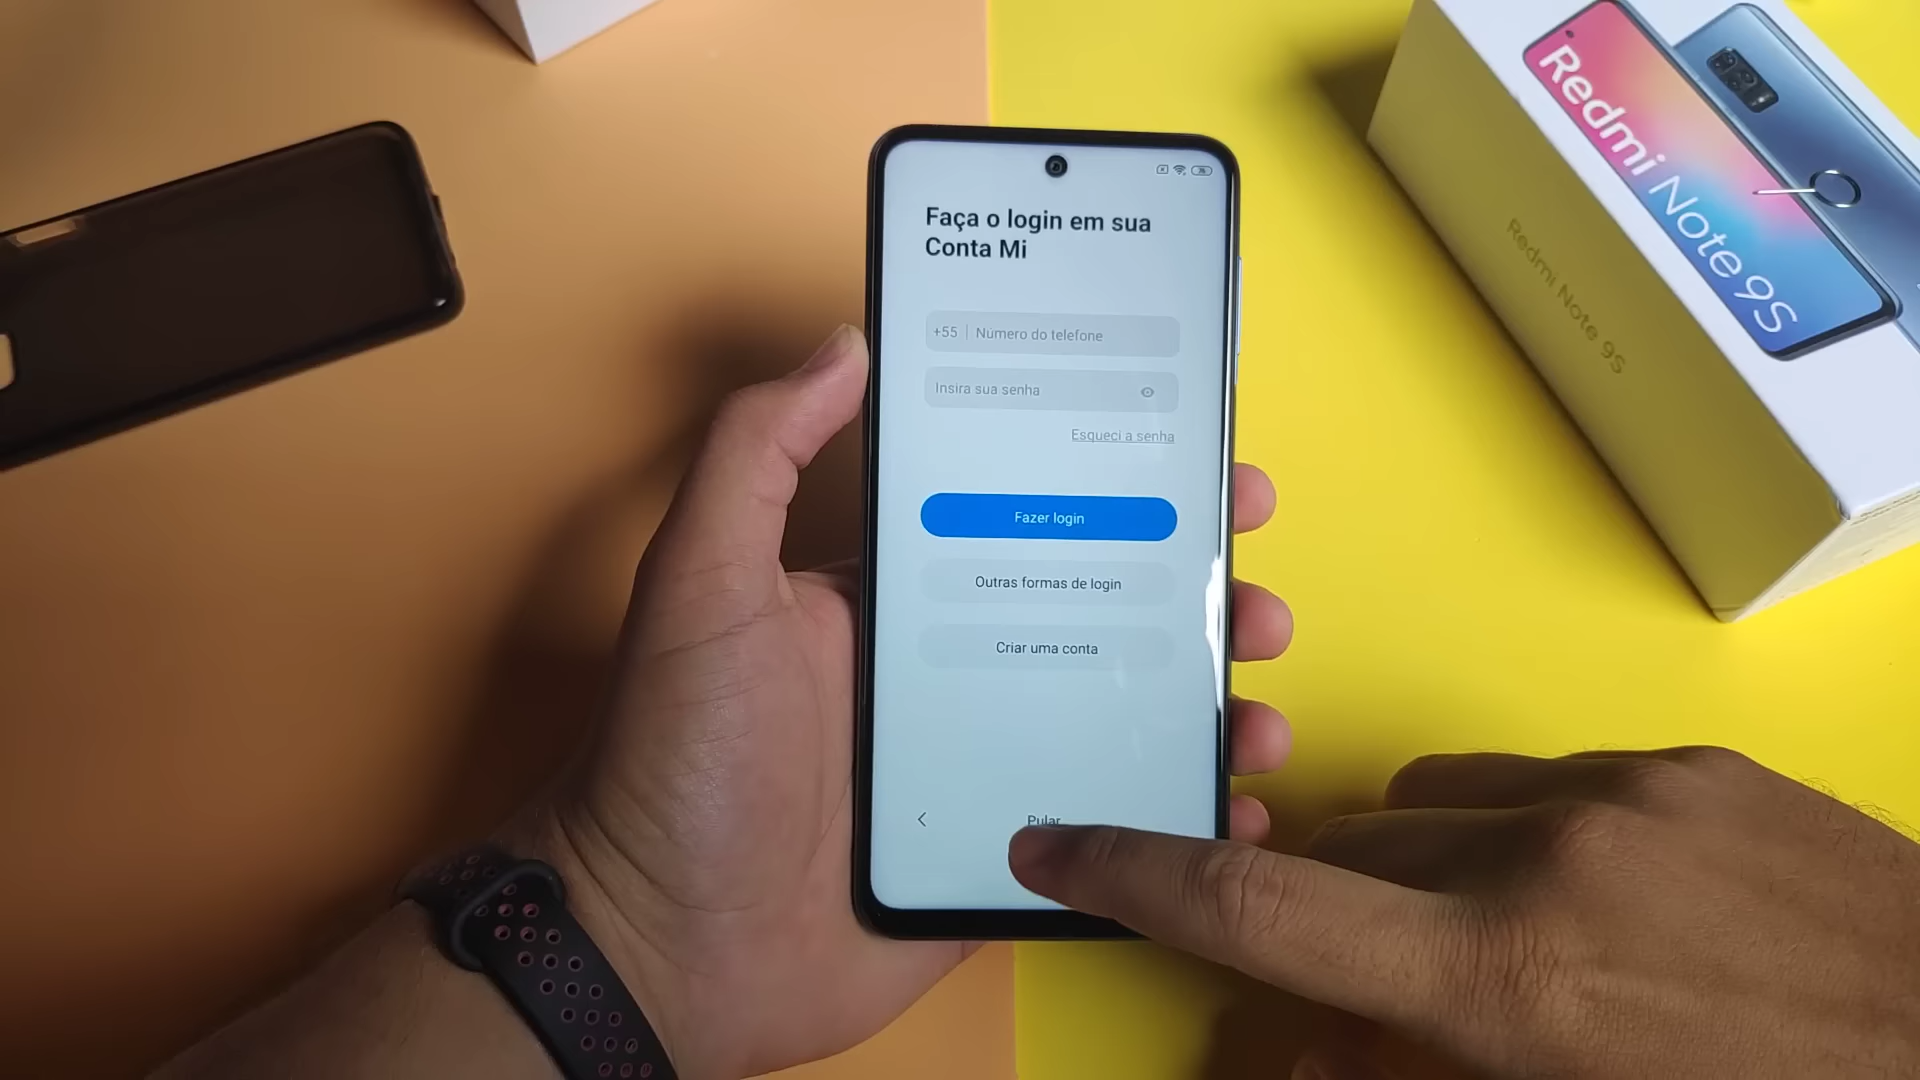 Faça o login em sua
Conta Mi
+55 Número do telefone
Insira sua senha
Esqueci a senha
Fazer login
Outras formas de login
Criar uma conta
Pular
Redmi Note 9S
Redmi Note 9S